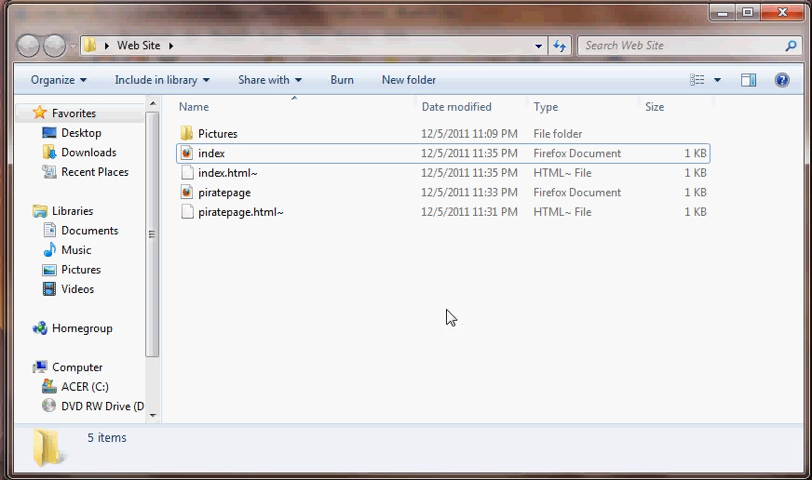 Web Site
Search Web Site
Organize Include in library Share with Burn New folder
Favorites
Desktop
Downloads
Recent Places
Libraries
Documents
Music
Pictures
Videos
Homegroup
Computer
ACER (C:)
DVD RW Drive (D
Name Date modified Type Size
Pictures 12/5/2011 11:09 PM File folder
index 12/5/2011 11:35 PM Firefox Document 1 KB
index.html~ 12/5/2011 11:35 PM HTML~ File 1 KB
piratepage 12/5/2011 11:33 PM Firefox Document 1 KB
piratepage.html~ 12/5/2011 11:31 PM HTML~ File 1 KB
5 items